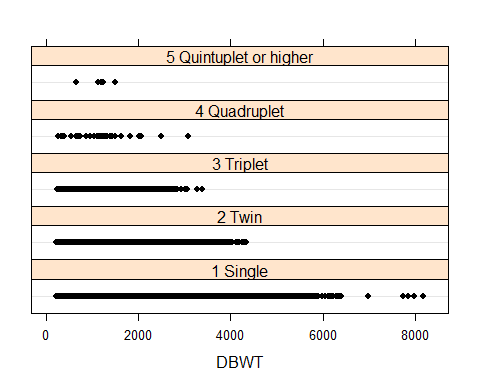 5 Quintuplet or higher
4 Quadruplet
3 Triplet
2 Twin
1 Single
0 2000 4000 6000 8000
DBWT